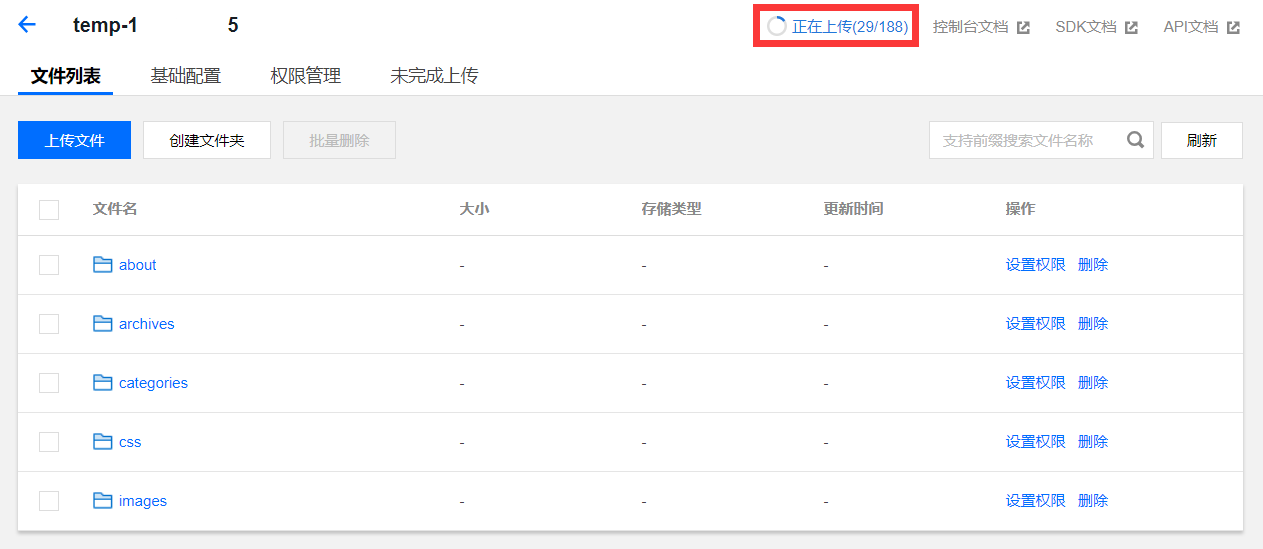 temp-1 5 正在上传(29/188) 控制台文档 SDK文档 API文档
文件列表 基础配置 权限管理 未完成上传
上传文件 创建文件夹 批量删除 支持前缀搜索文件名称 刷新
文件名 大小 存储类型 更新时间 操作
about - - - 设置权限 删除
archives - - - 设置权限 删除
categories - - - 设置权限 删除
css - - - 设置权限 删除
images - - - 设置权限 删除